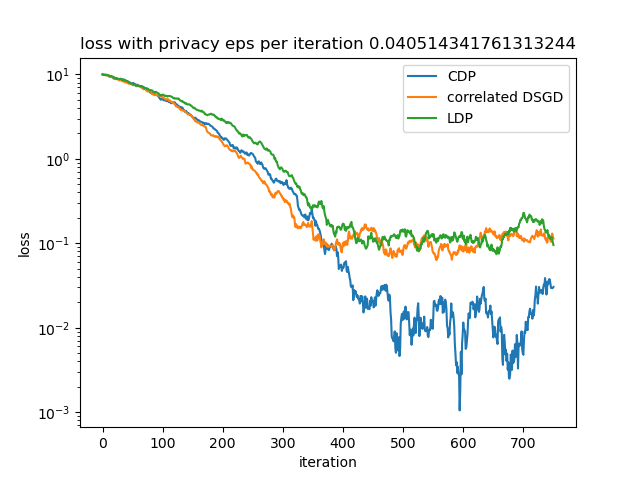 loss with privacy eps per iteration 0.040514341761313244
CDP
correlated DSGD
LDP
loss
10¹
10⁰
10⁻¹
10⁻²
10⁻³
0 100 200 300 400 500 600 700
iteration